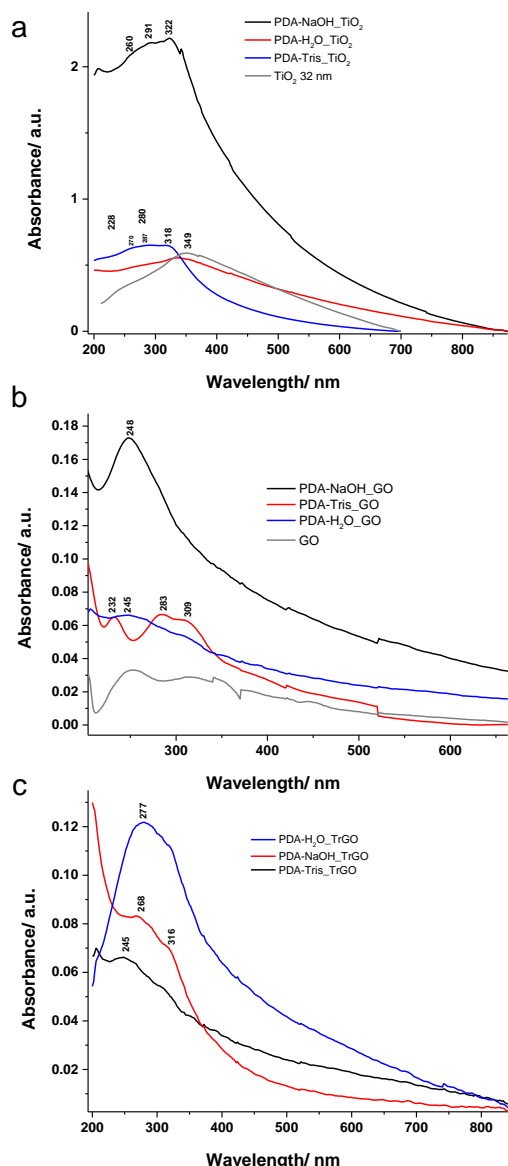 a
PDA-NaOH_TiO₂
PDA-H₂O_TiO₂
PDA-Tris_TiO₂
TiO₂ 32 nm
260
291
322
228
270
280
287
318
349
2
1
0
Absorbance/ a.u.
200 300 400 500 600 700 800
Wavelength/ nm
b
248
PDA-NaOH_GO
PDA-Tris_GO
PDA-H₂O_GO
GO
232
245
283
309
0.18
0.16
0.14
0.12
0.10
0.08
0.06
0.04
0.02
0.00
Absorbance/ a.u.
300 400 500 600
Wavelength/ nm
c
277
PDA-H₂O_TrGO
PDA-NaOH_TrGO
PDA-Tris_TrGO
268
245
316
0.12
0.10
0.08
0.06
0.04
0.02
Absorbance/ a.u.
200 300 400 500 600 700 800
Wavelength/ nm